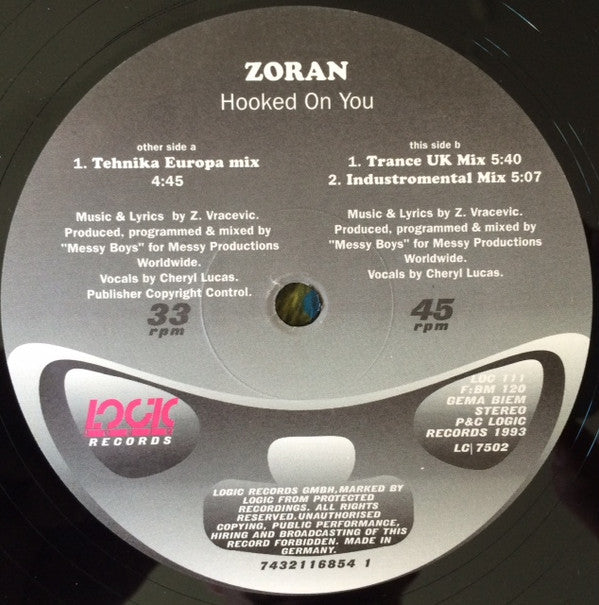 ZORAN
Hooked On You
other side a
1. Tehnika Europa mix
4:45
Music & Lyrics by Z. Vracevic.
Produced, programmed & mixed by
"Messy Boys" for Messy Productions
Worldwide.
Vocals by Cheryl Lucas.
Publisher Copyright Control.
33
rpm
this side b
1. Trance UK Mix 5:40
2. Industromental Mix 5:07
Music & Lyrics by Z. Vracevic.
Produced, programmed & mixed by
"Messy Boys" for Messy Productions
Worldwide.
Vocals by Cheryl Lucas.
45
rpm
LOGIC
RECORDS
LOC 111
F:BM 120
GEMA BIEM
STEREO
P&C LOGIC
RECORDS 1993
LC| 7502
LOGIC RECORDS GMBH,MARKED BY
LOGIC FROM PROTECTED
RECORDINGS. ALL RIGHTS
RESERVED.UNAUTHORISED
COPYING, PUBLIC PERFORMANCE,
HIRING AND BROADCASTING OF THIS
RECORD FORBIDDEN. MADE IN
GERMANY.
7432116854 1